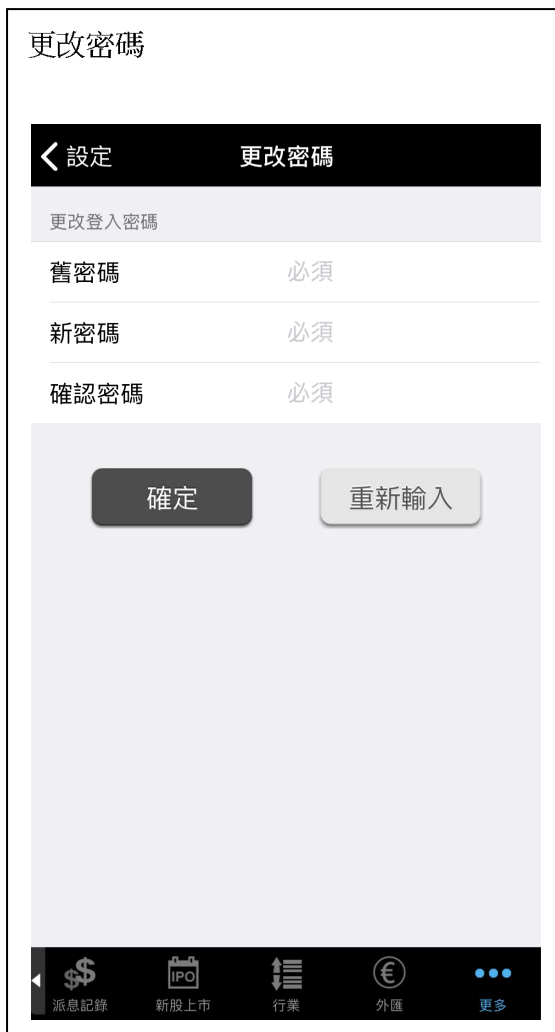 更改密碼
設定 更改密碼
更改登入密碼
舊密碼 必須
新密碼 必須
確認密碼 必須
確定 重新輸入
$$ IPO €
派息記錄 新股上市 行業 外匯 更多